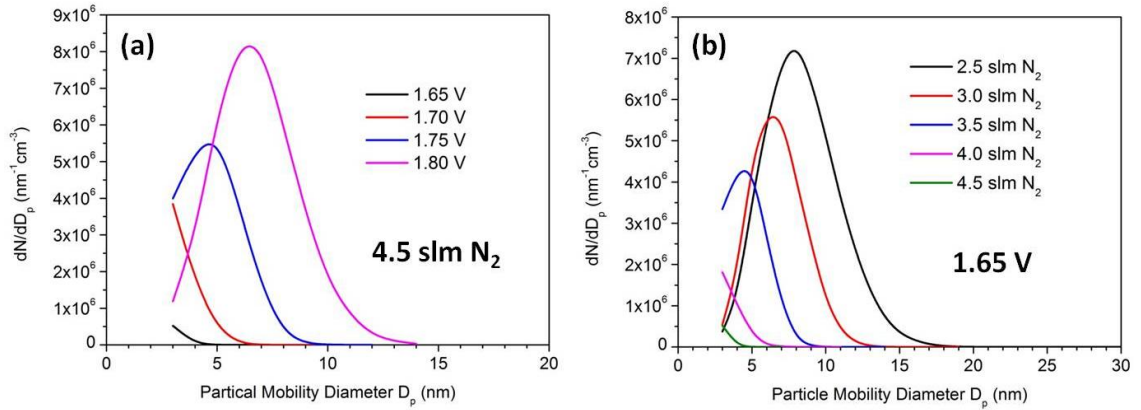 (a)
9x10⁶
8x10⁶
7x10⁶
6x10⁶
5x10⁶
4x10⁶
3x10⁶
2x10⁶
1x10⁶
0
dN/dDₚ (nm⁻¹cm⁻³)
1.65 V
1.70 V
1.75 V
1.80 V
4.5 slm N₂
0 5 10 15 20
Partical Mobility Diameter Dₚ (nm)
(b)
8x10⁶
7x10⁶
6x10⁶
5x10⁶
4x10⁶
3x10⁶
2x10⁶
1x10⁶
0
dN/dDₚ (nm⁻¹cm⁻³)
2.5 slm N₂
3.0 slm N₂
3.5 slm N₂
4.0 slm N₂
4.5 slm N₂
1.65 V
0 5 10 15 20 25 30
Particle Mobility Diameter Dₚ (nm)